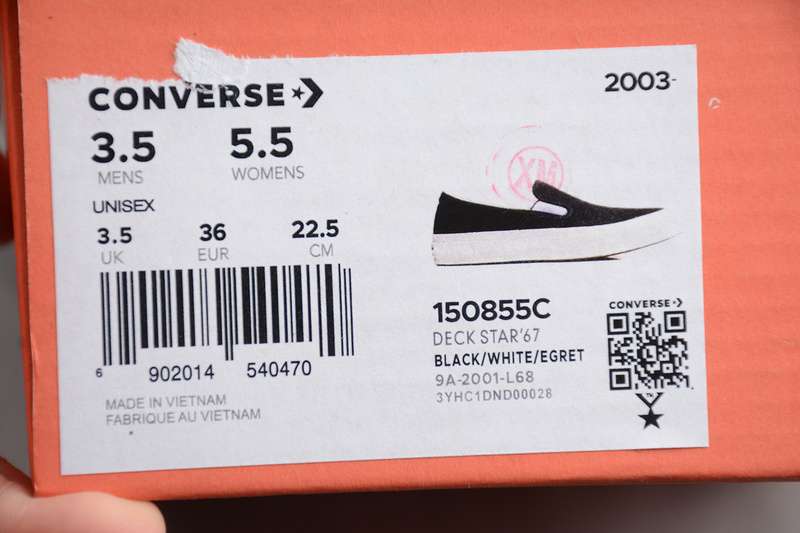 CONVERSE
2003-
3.5 5.5
MENS WOMENS
UNISEX
3.5 36 22.5
UK EUR CM
6 902014 540470
MADE IN VIETNAM
FABRIQUE AU VIETNAM
XM
150855C
DECK STAR'67
BLACK/WHITE/EGRET
9A-2001-L68
3YHC1DND00028
CONVERSE
TM